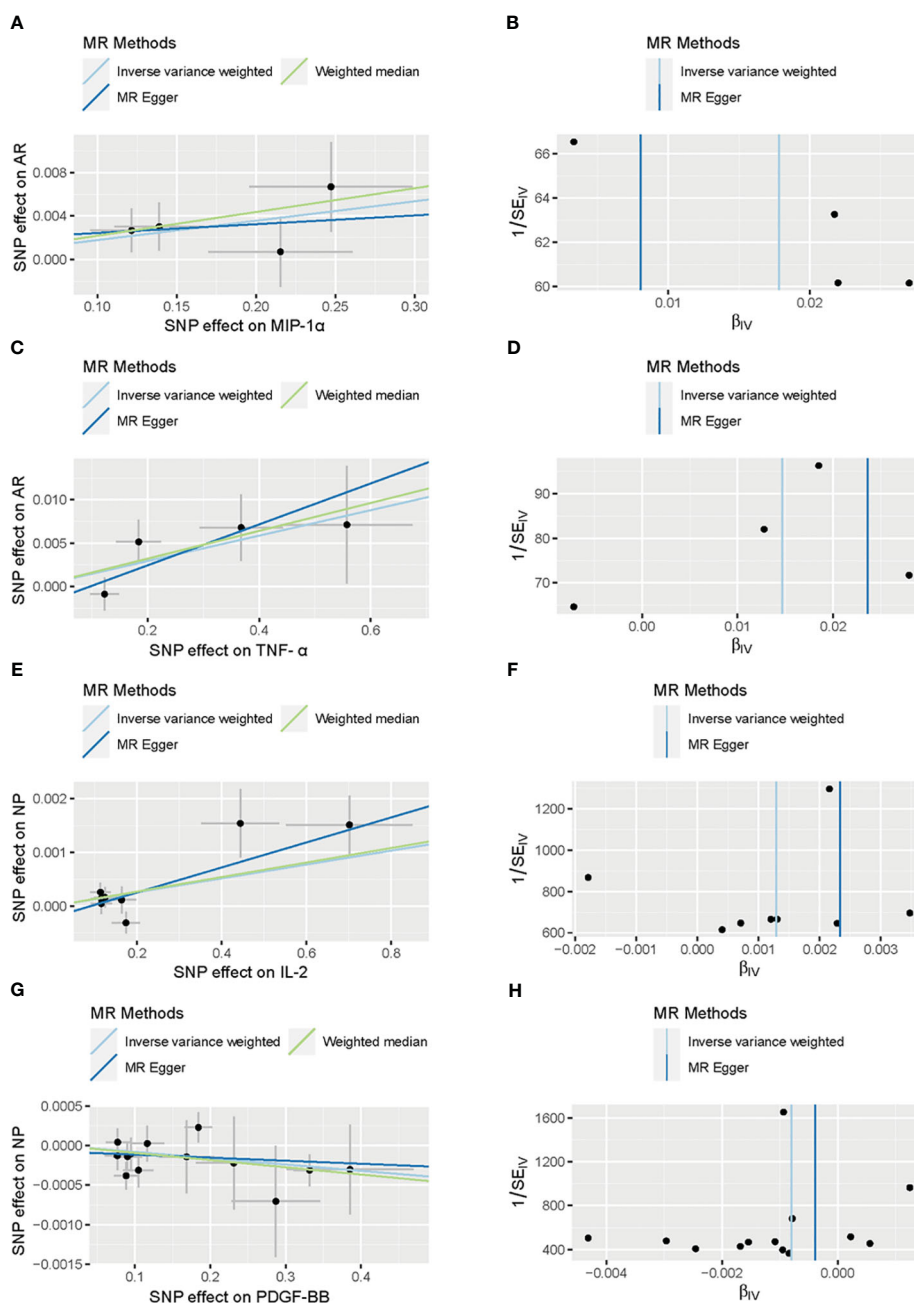 A
MR Methods
Inverse variance weighted
Weighted median
MR Egger
SNP effect on AR
0.008
0.004
0.000
0.10
0.15
0.20
0.25
0.30
SNP effect on MIP-1α
B
MR Methods
Inverse variance weighted
MR Egger
1/SE_IV
66
64
62
60
0.01
0.02
β_IV
C
MR Methods
Inverse variance weighted
Weighted median
MR Egger
SNP effect on AR
0.010
0.005
0.000
0.2
0.4
0.6
SNP effect on TNF- α
D
MR Methods
Inverse variance weighted
MR Egger
1/SE_IV
90
80
70
0.00
0.01
0.02
β_IV
E
MR Methods
Inverse variance weighted
Weighted median
MR Egger
SNP effect on NP
0.002
0.001
0.000
0.2
0.4
0.6
0.8
SNP effect on IL-2
F
MR Methods
Inverse variance weighted
MR Egger
1/SE_IV
1200
1000
800
600
−0.002
−0.001
0.000
0.001
0.002
0.003
β_IV
G
MR Methods
Inverse variance weighted
Weighted median
MR Egger
SNP effect on NP
0.0005
0.0000
−0.0005
−0.0010
−0.0015
0.1
0.2
0.3
0.4
SNP effect on PDGF-BB
H
MR Methods
Inverse variance weighted
MR Egger
1/SE_IV
1600
1200
800
400
−0.004
−0.002
0.000
β_IV